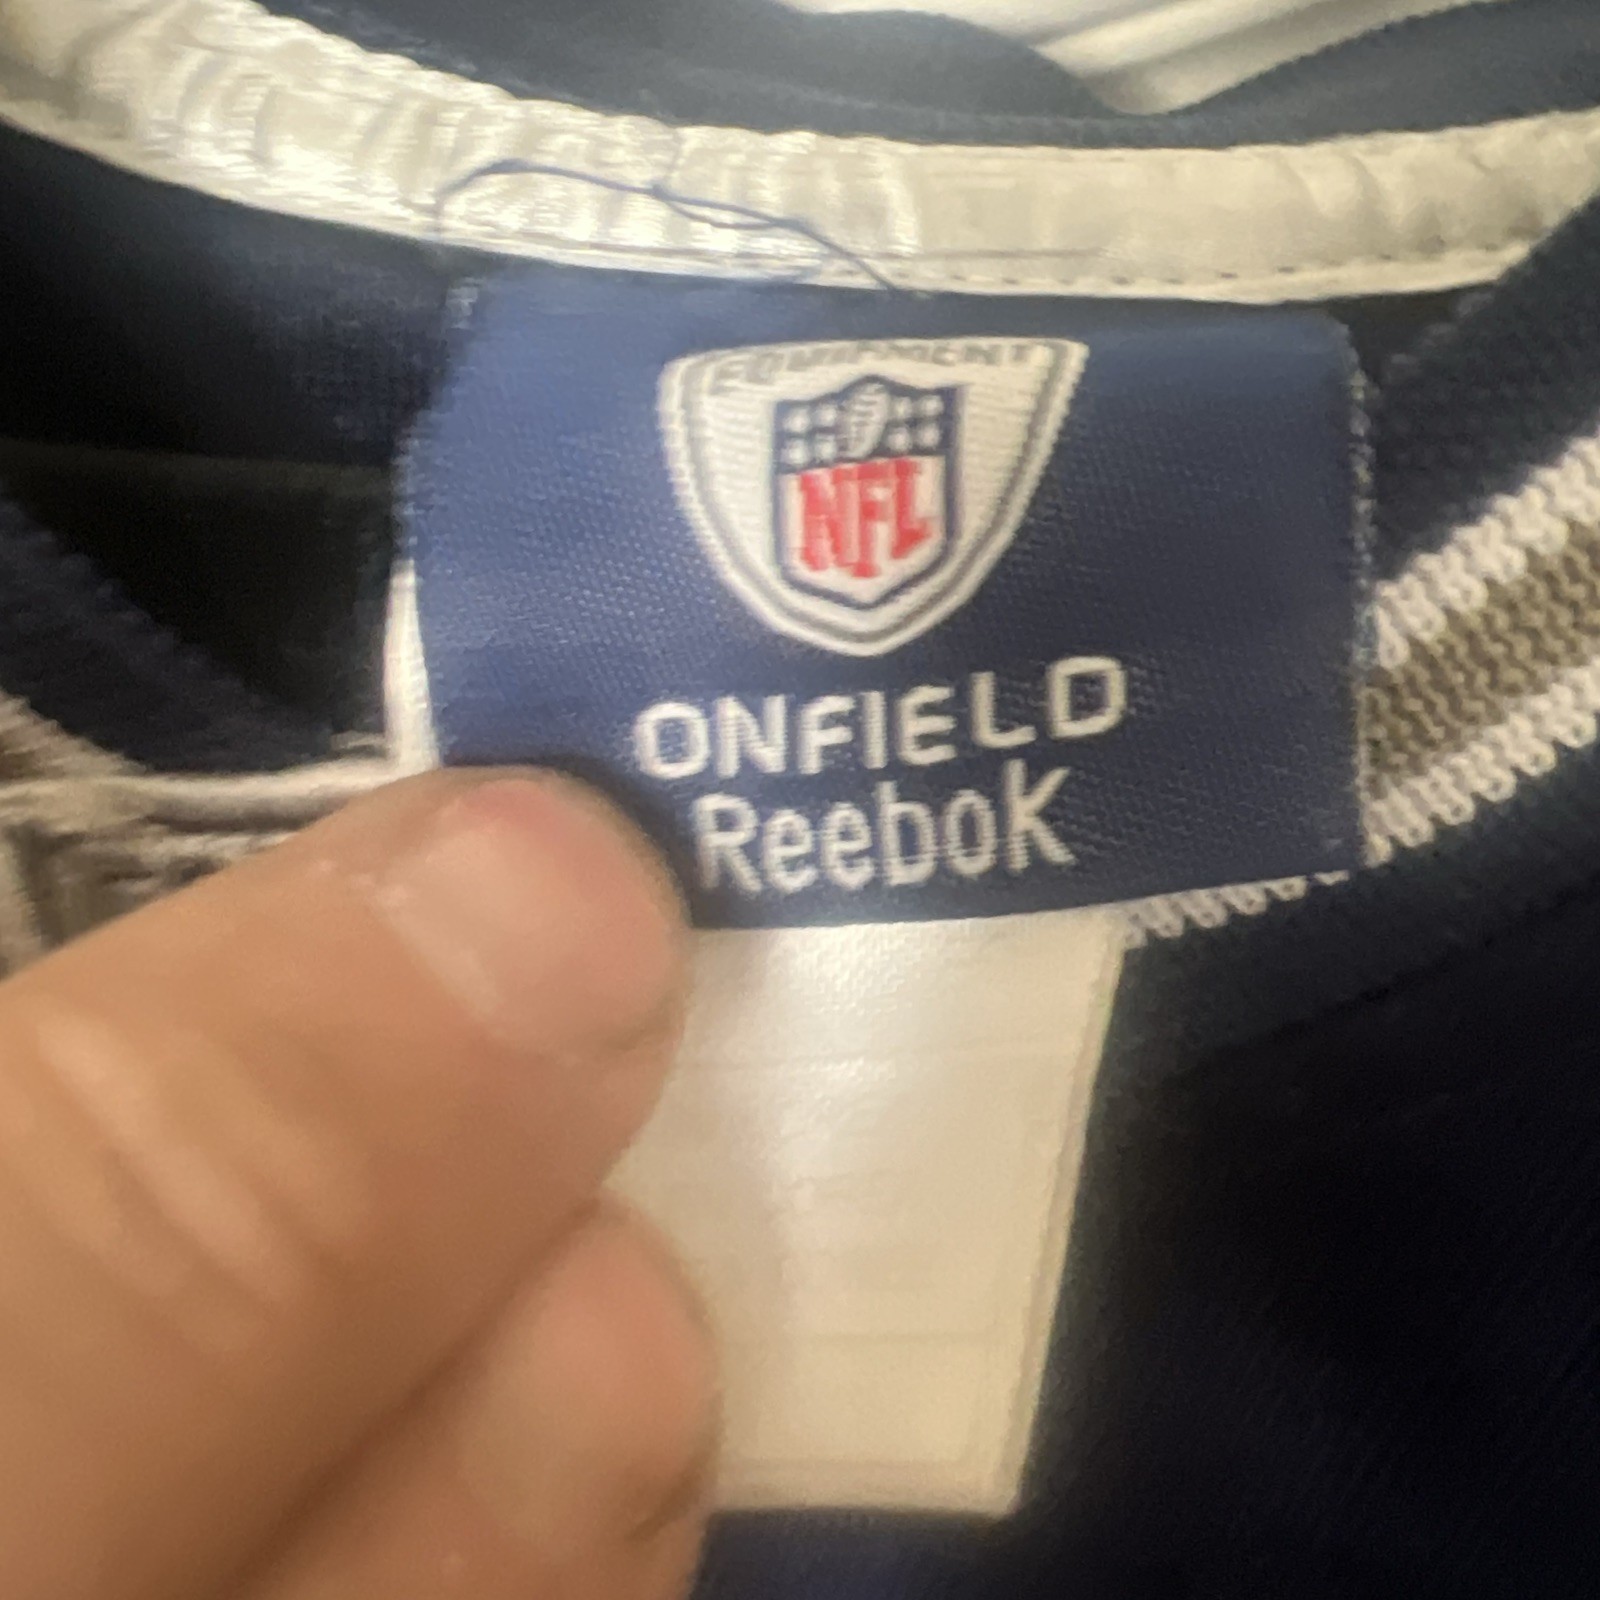 EQUIPMENT
NFL
ONFIELD
Reebok